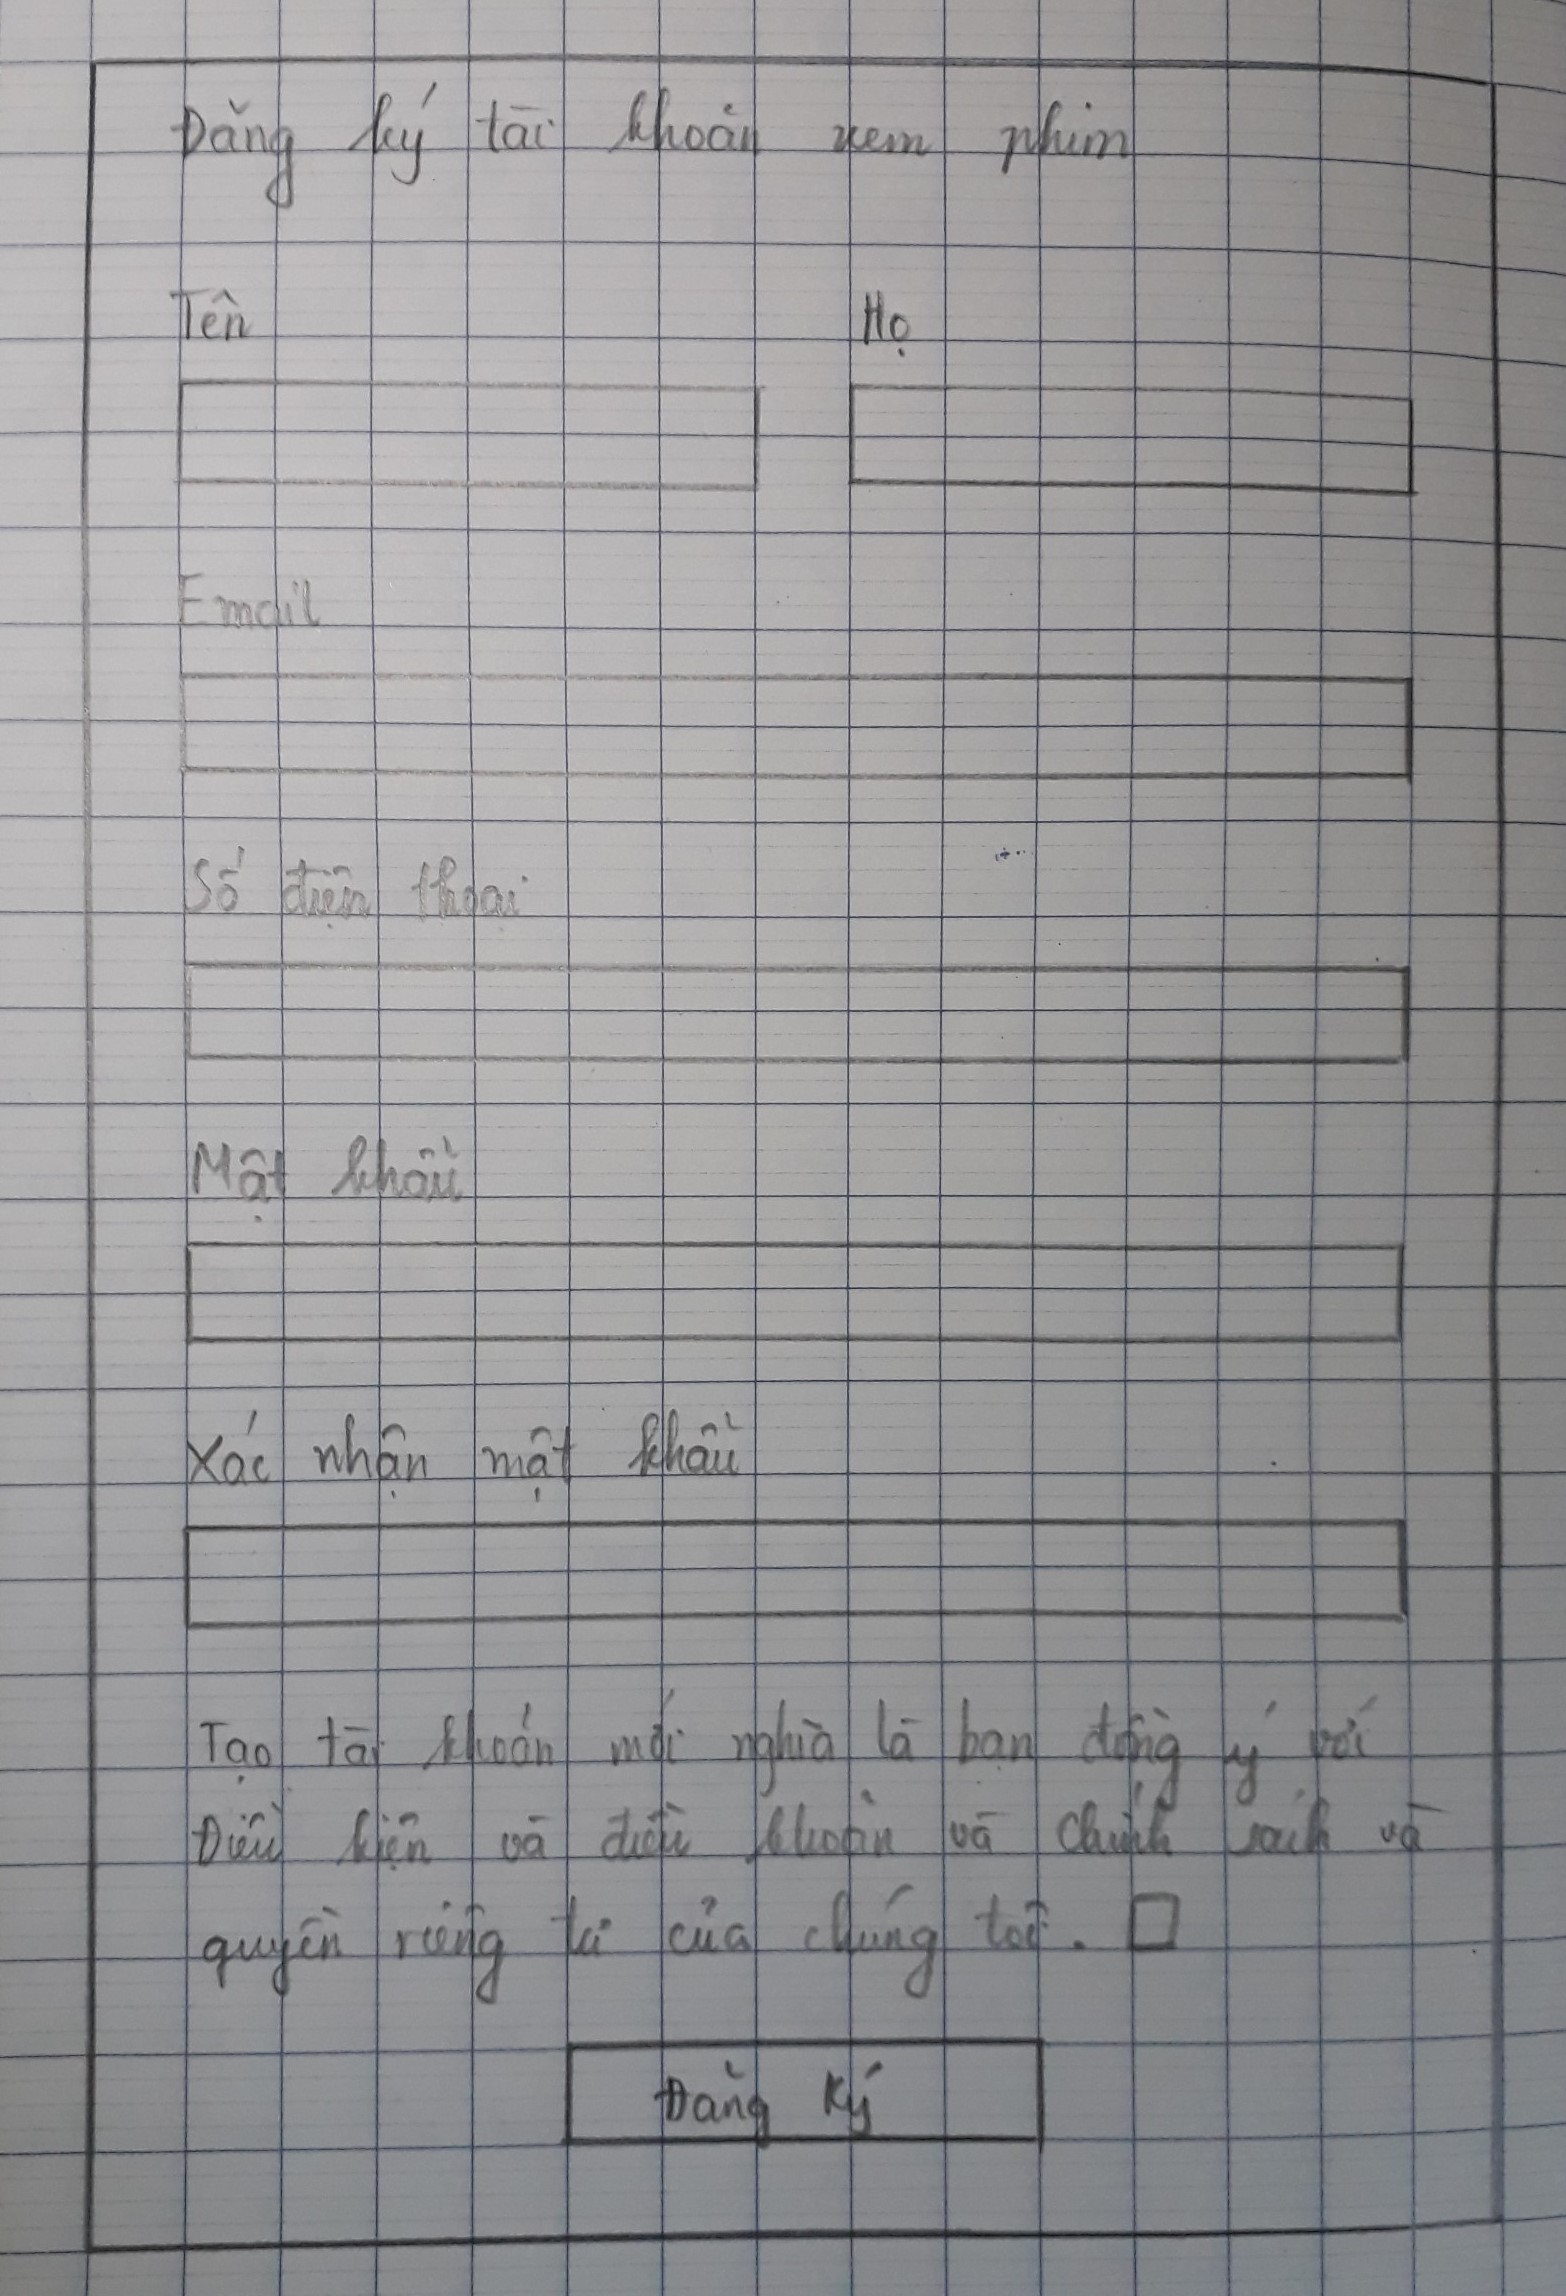 Đăng ký tài khoản xem phim
Tên Họ
Email
Số điện thoại
Mật khẩu
Xác nhận mật khẩu
Tạo tài khoản mới nghĩa là bạn đồng ý với
Điều kiện và điều khoản và chính sách và
quyền riêng tư của chúng tôi.
Đăng Ký